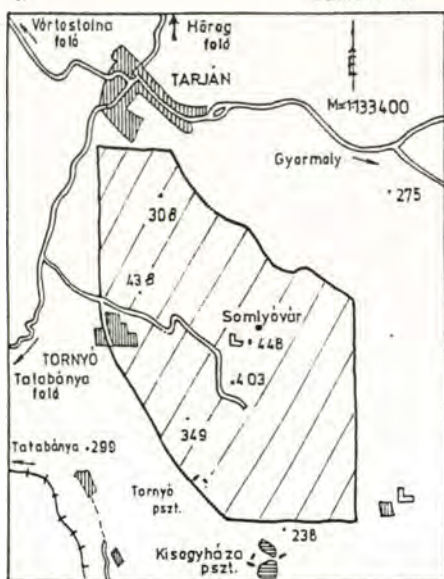 Vértestolna
felé
Héreg
felé
TARJÁN
É
M=1:133400
Gyarmaly
275
308
438
Somlyóvár
448
TORNYÓ
Tatabánya
felé
403
349
Tatabánya
299
Tornyó
pszt.
238
Kisegyháza
pszt.